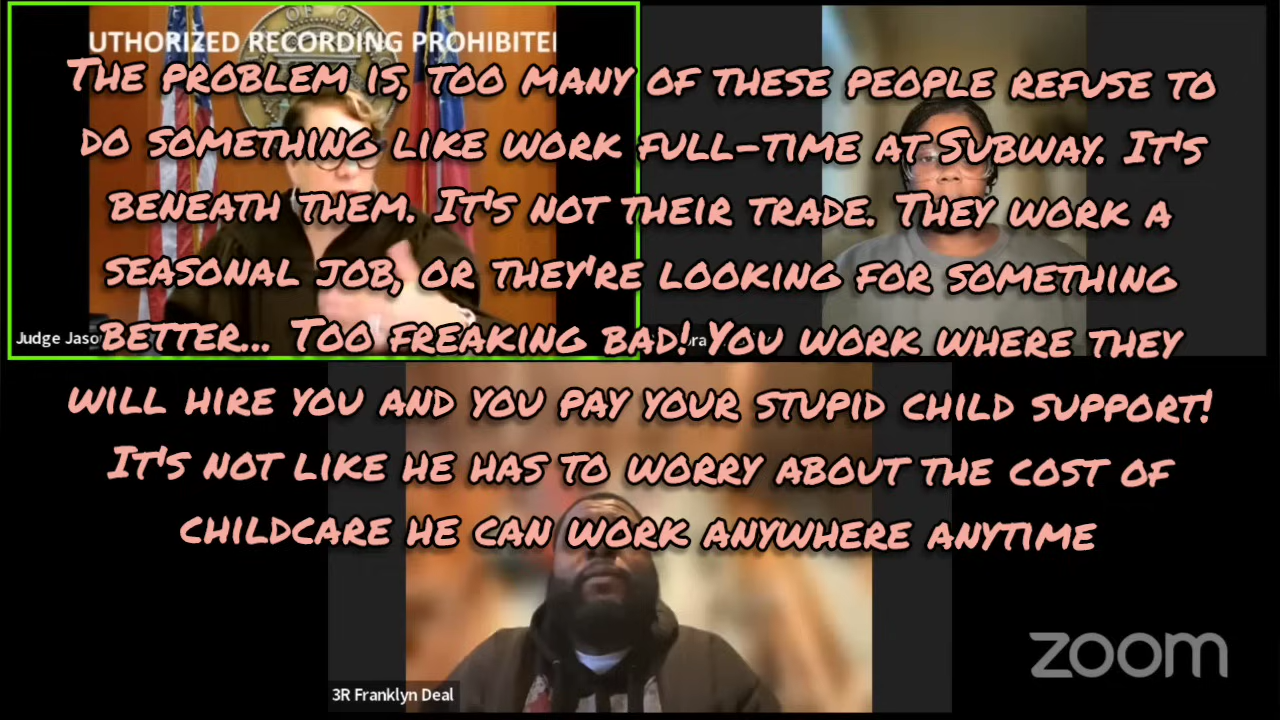 UTHORIZED RECORDING PROHIBITE
The problem is, too many of these people refuse to
do something like work full-time at Subway. It's
beneath them. It's not their trade. They work a
seasonal job, or they're looking for something
better... Too freaking bad! You work where they
will hire you and you pay your stupid child support!
It's not like he has to worry about the cost of
childcare he can work anywhere anytime
Judge Jaso
ra
3R Franklyn Deal
zoom